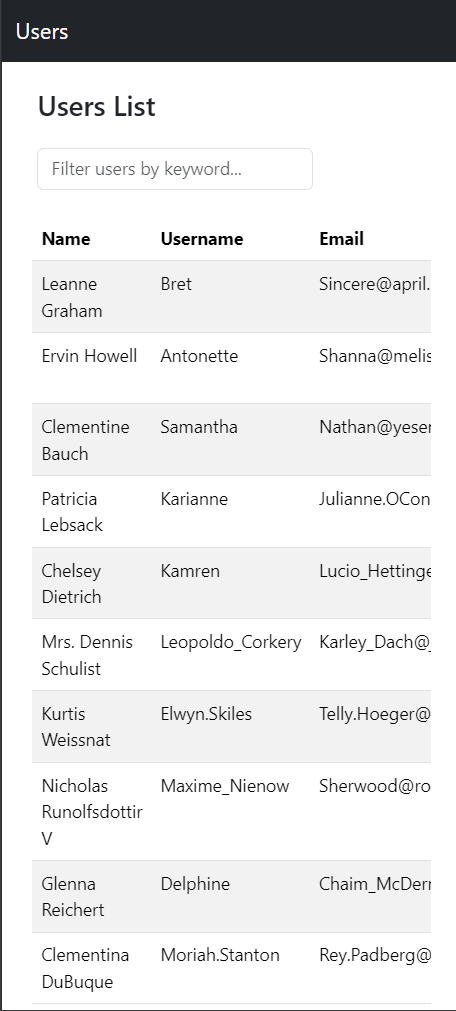 Users
Users List
Filter users by keyword...
Name Username Email
Leanne Bret Sincere@april.
Graham
Ervin Howell Antonette Shanna@melis
Clementine Samantha Nathan@yeser
Bauch
Patricia Karianne Julianne.OCon
Lebsack
Chelsey Kamren Lucio_Hettinge
Dietrich
Mrs. Dennis Leopoldo_Corkery Karley_Dach@
Schulist
Kurtis Elwyn.Skiles Telly.Hoeger@
Weissnat
Nicholas Maxime_Nienow Sherwood@ro
Runolfsdottir
V
Glenna Delphine Chaim_McDerr
Reichert
Clementina Moriah.Stanton Rey.Padberg@
DuBuque